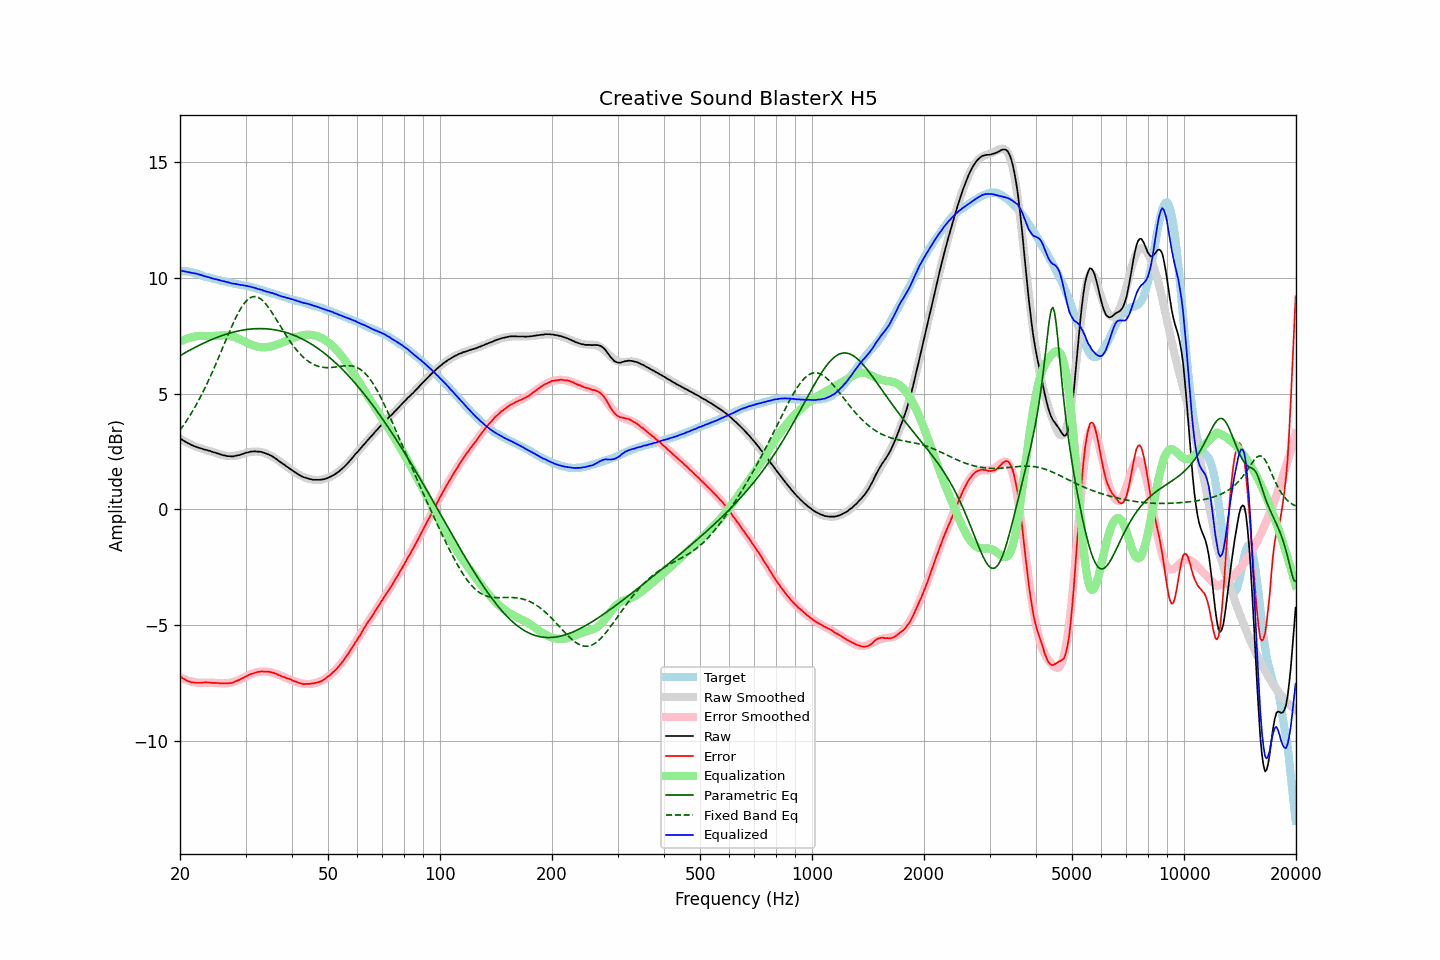 Creative Sound BlasterX H5
Amplitude (dBr)
15
10
5
0
−5
−10
Target
Raw Smoothed
Error Smoothed
Raw
Error
Equalization
Parametric Eq
Fixed Band Eq
Equalized
20
50
100
200
500
1000
2000
5000
10000
20000
Frequency (Hz)